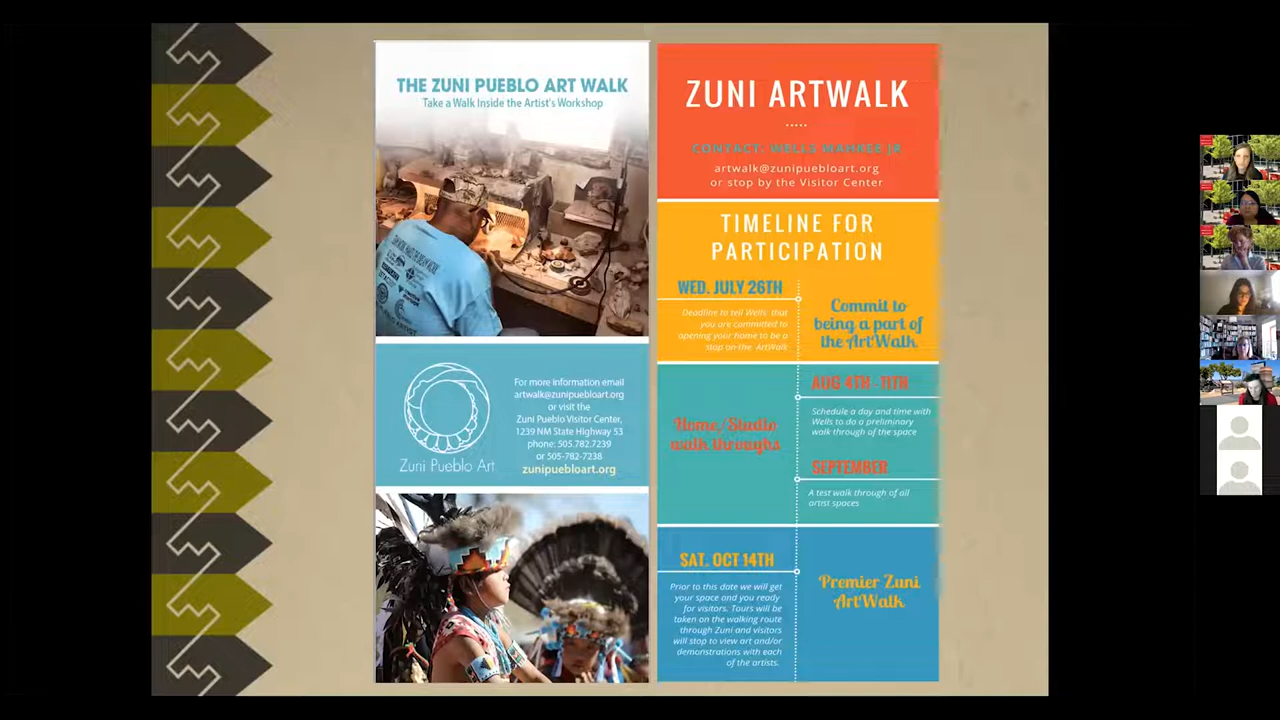 THE ZUNI PUEBLO ART WALK
Take a Walk Inside the Artist's Workshop
For more information email
artwalk@zunipuebloart.org
or visit the
Zuni Pueblo Visitor Center,
1239 NM State Highway 53
phone: 505.782.7239
or 505-782-7238
zunipuebloart.org
Zuni Pueblo Art
ZUNI ARTWALK
CONTACT: WELLS MAHKEE JR
artwalk@zunipuebloart.org
or stop by the Visitor Center
TIMELINE FOR
PARTICIPATION
WED. JULY 26TH
Deadline to tell Wells that
you are committed to
opening your home to be a
stop on the ArtWalk
Commit to
being a part of
the ArtWalk
AUG 4TH -11TH
Schedule a day and time with
Wells to do a preliminary
walk through of the space
Home/Studio
walk throughs
SEPTEMBER
A test walk through of all
artist spaces
SAT. OCT 14TH
Prior to this date we will get
your space and you ready
for visitors. Tours will be
taken on the walking route
through Zuni and visitors
will stop to view art and/or
demonstrations with each
of the artists.
Premier Zuni
ArtWalk